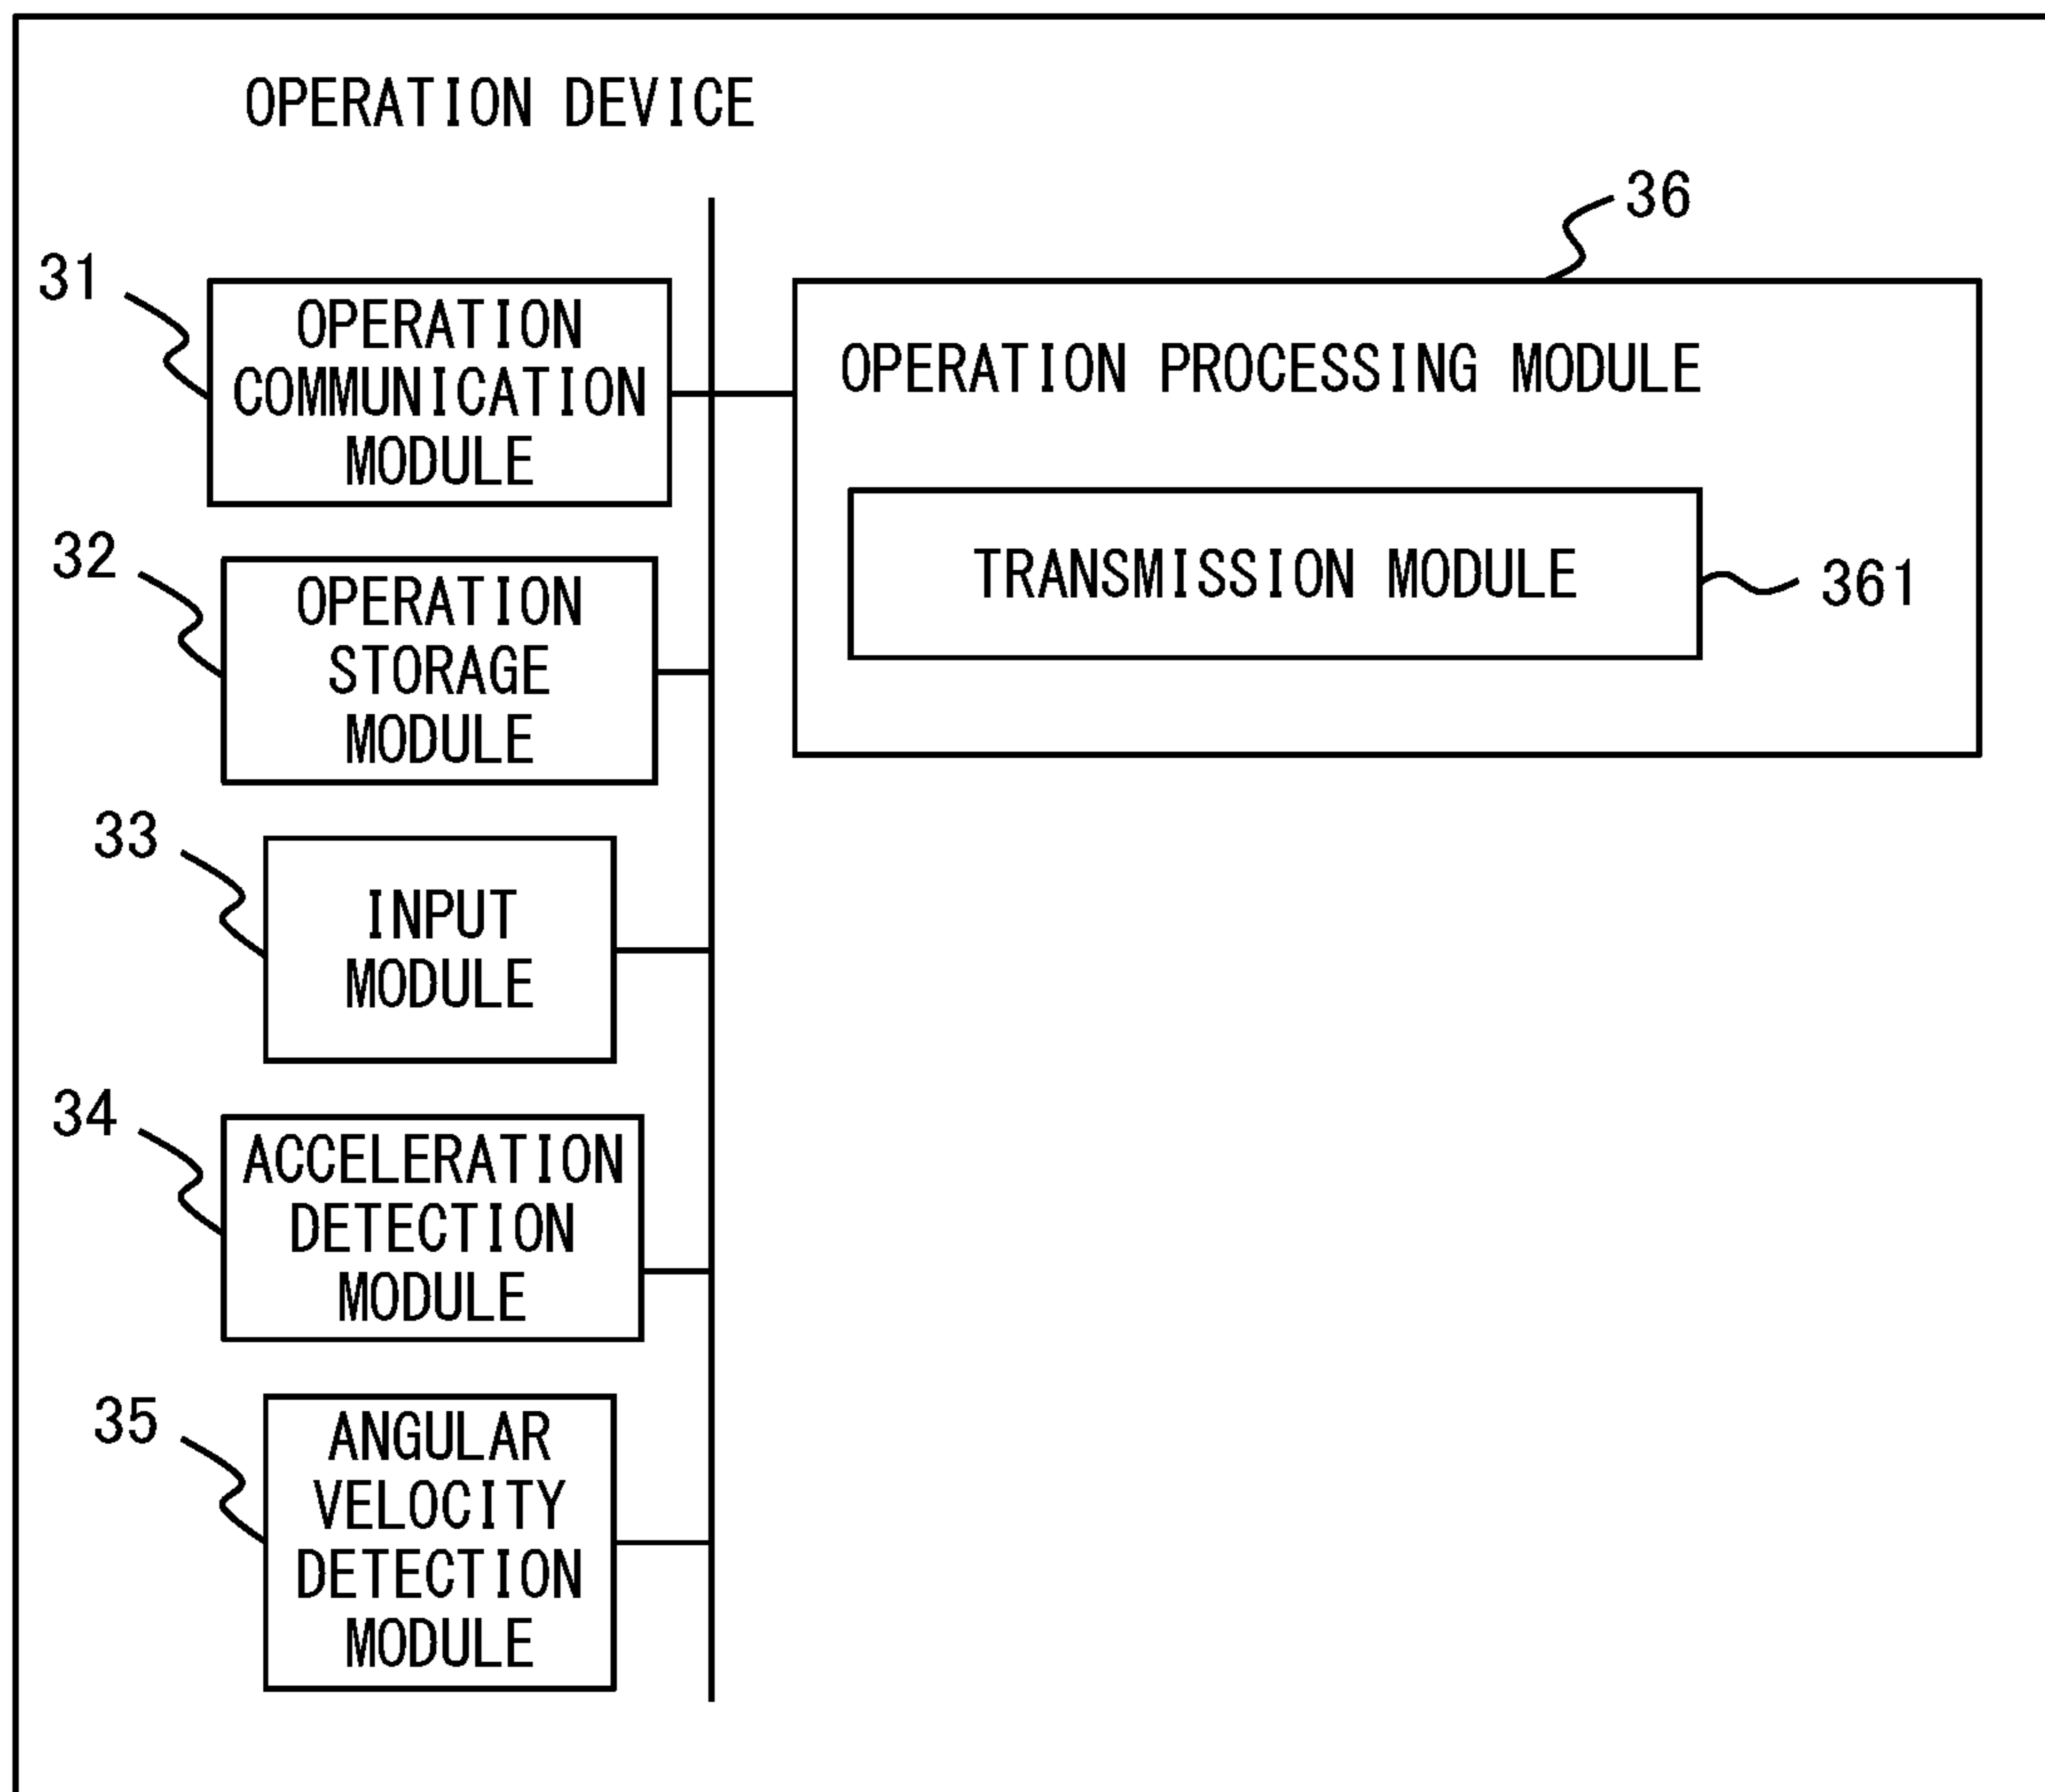 OPERATION DEVICE
31
OPERATION
COMMUNICATION
MODULE
32
OPERATION
STORAGE
MODULE
33
INPUT
MODULE
34
ACCELERATION
DETECTION
MODULE
35
ANGULAR
VELOCITY
DETECTION
MODULE
36
OPERATION PROCESSING MODULE
TRANSMISSION MODULE
361